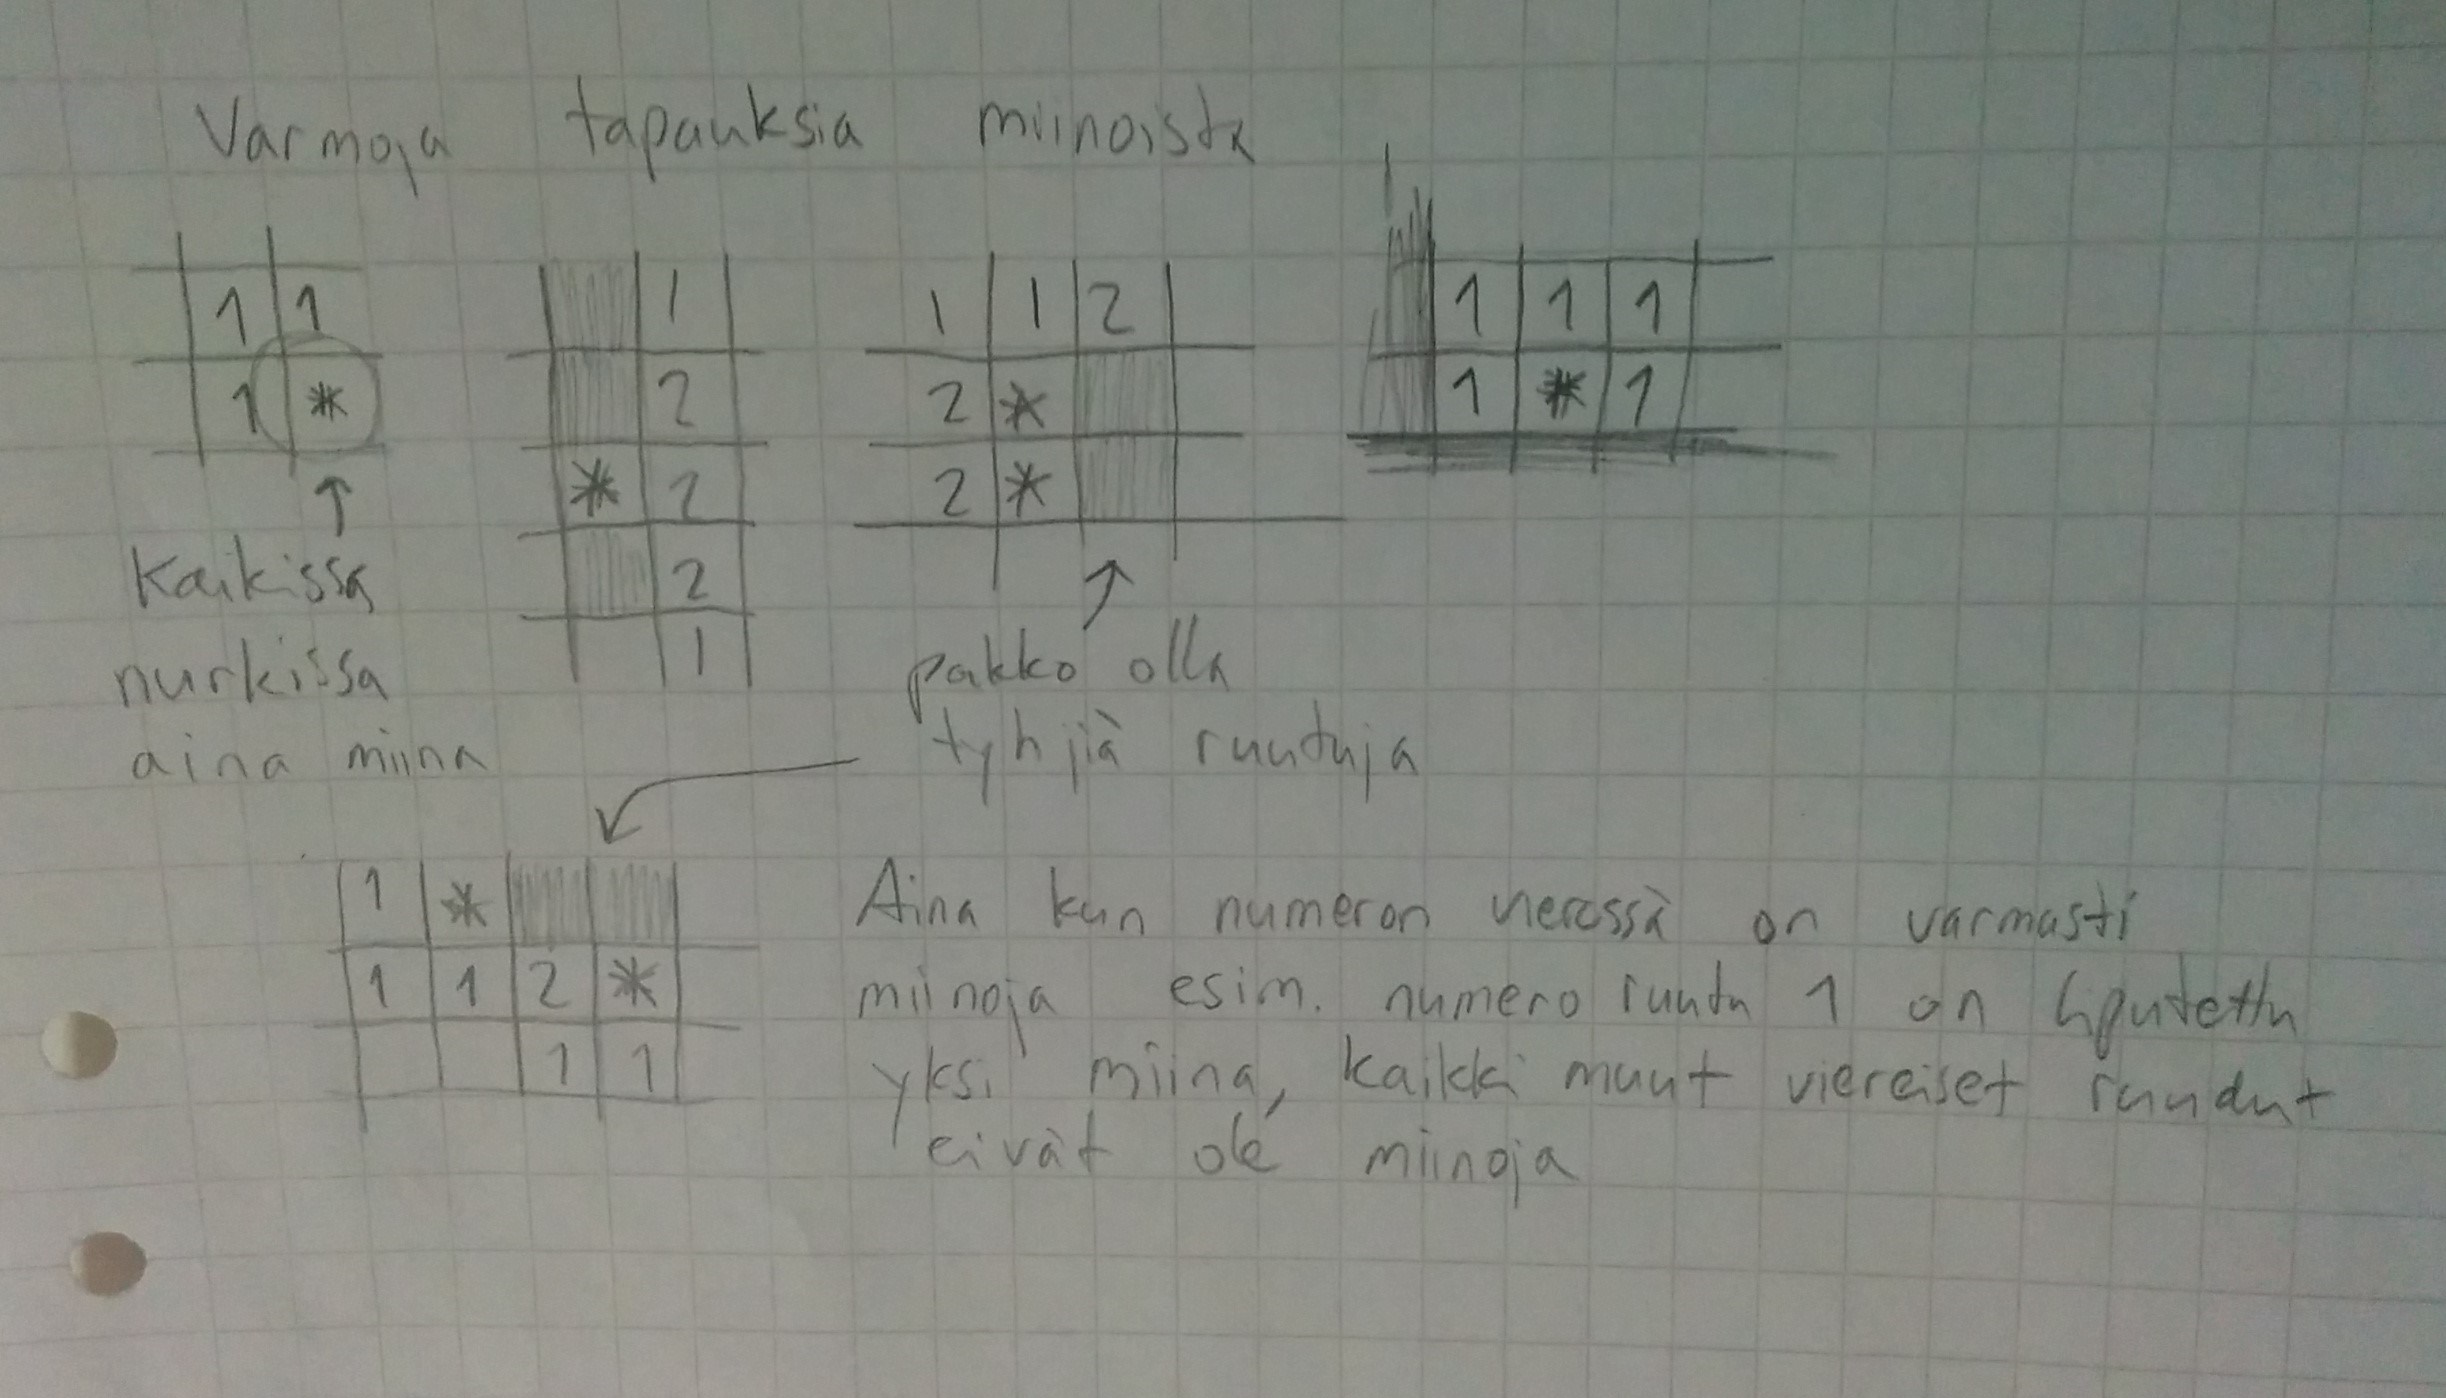 Varmoja tapauksia miinoista
1 1
1 *
1
2
* 2
2
1
1 1 2
2 *
2 *
1 1 1
1 * 1
Kaikissa
nurkissa
aina miina
pakko olla
tyhjiä ruutuja
1 *
1 1 2 *
1 1
Aina kun numeron vieressä on varmasti
miinoja esim. numero ruutu 1 on liputettu
yksi miina, kaikki muut viereiset ruudut
eivät ole miinoja